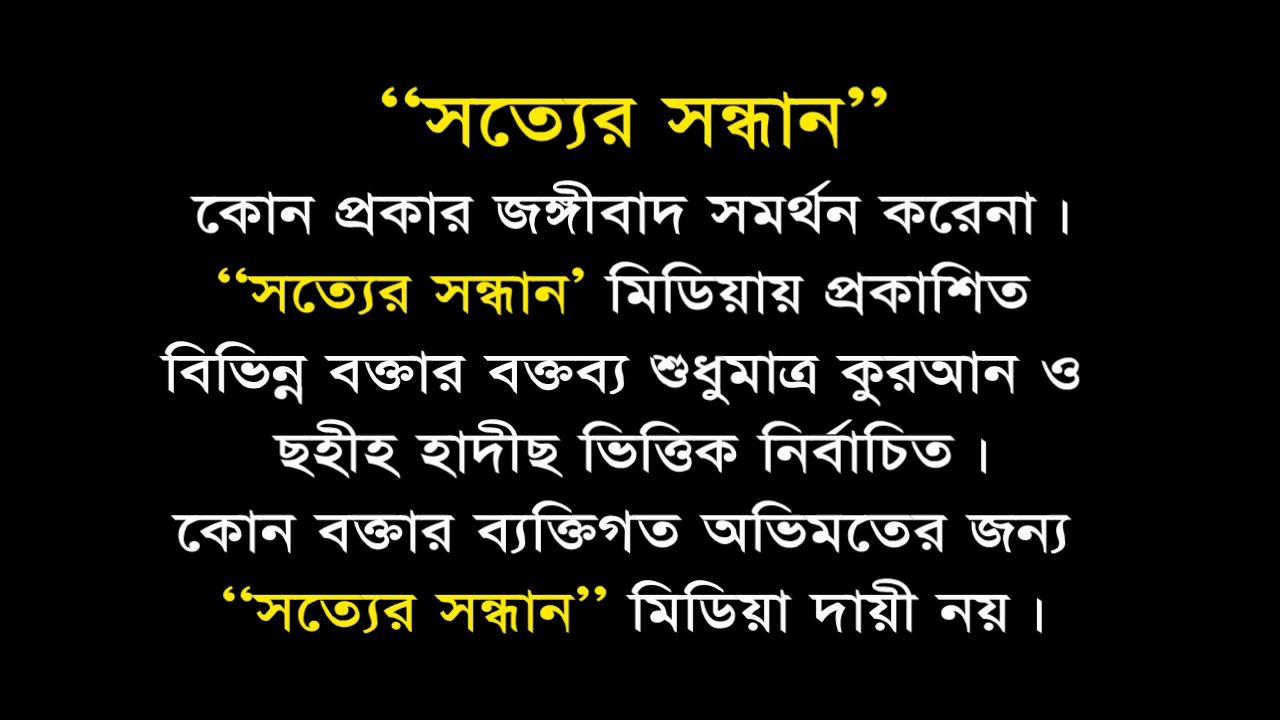 ‘‘সত্যের সন্ধান’’
কোন প্রকার জঙ্গীবাদ সমর্থন করেনা।
‘‘সত্যের সন্ধান’ মিডিয়ায় প্রকাশিত
বিভিন্ন বক্তার বক্তব্য শুধুমাত্র কুরআন ও
ছহীহ হাদীছ ভিত্তিক নির্বাচিত।
কোন বক্তার ব্যক্তিগত অভিমতের জন্য
‘‘সত্যের সন্ধান’’ মিডিয়া দায়ী নয়।